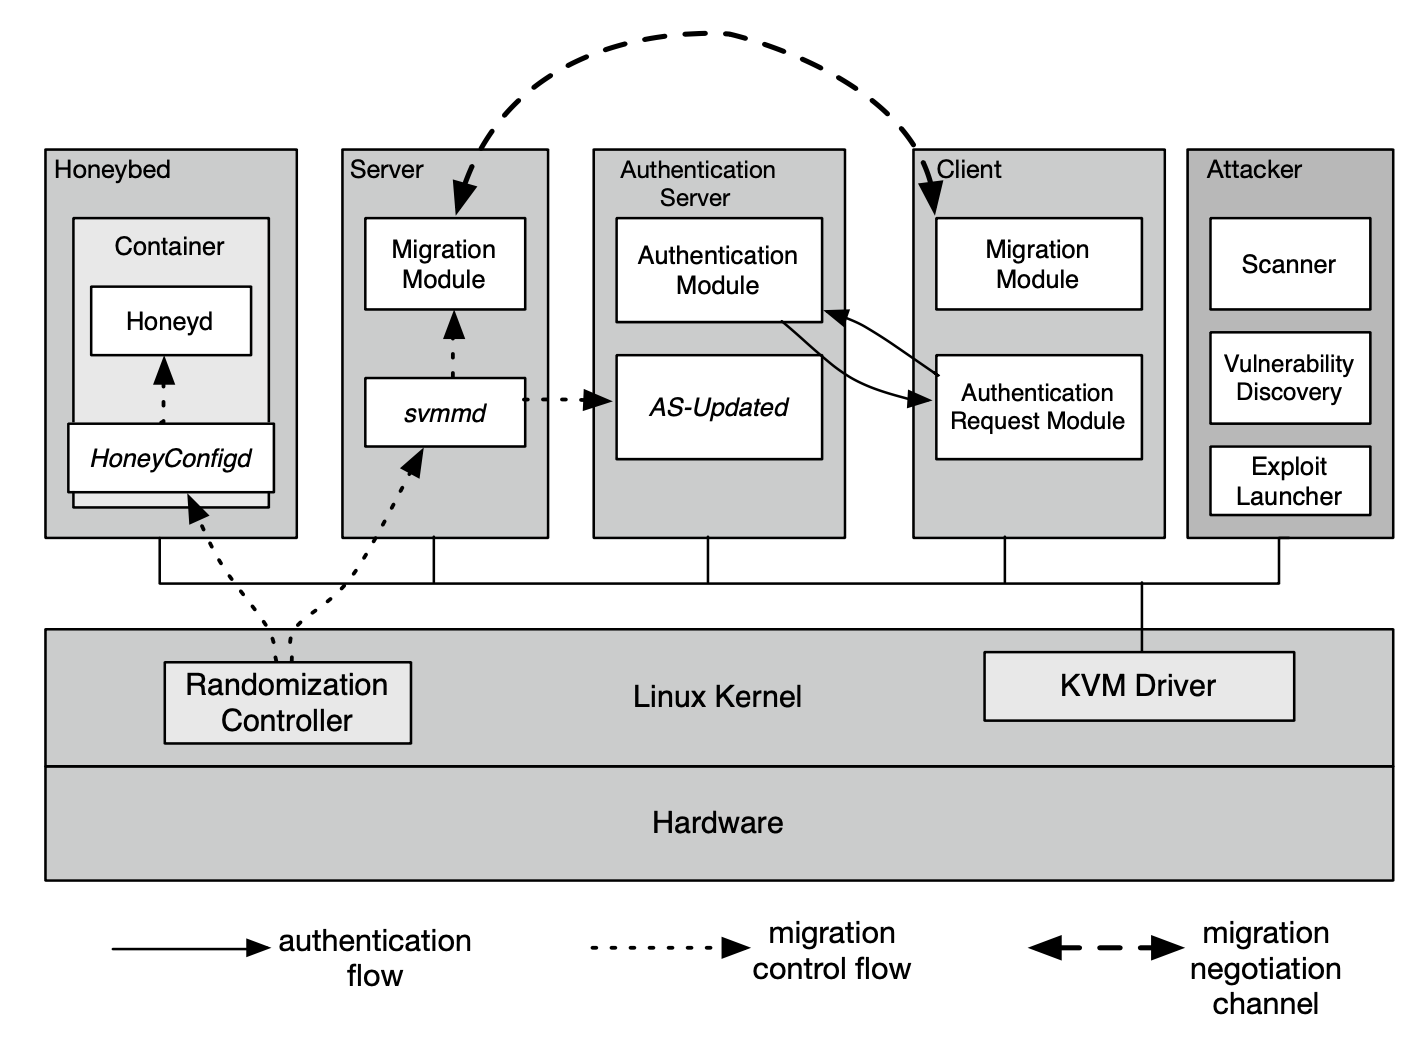 Honeybed
Container
Honeyd
HoneyConfigd
Server
Migration
Module
svmmd
Authentication
Server
Authentication
Module
AS-Updated
Client
Migration
Module
Authentication
Request Module
Attacker
Scanner
Vulnerability
Discovery
Exploit
Launcher
Randomization
Controller
Linux Kernel
KVM Driver
Hardware
authentication
flow
migration
control flow
migration
negotiation
channel